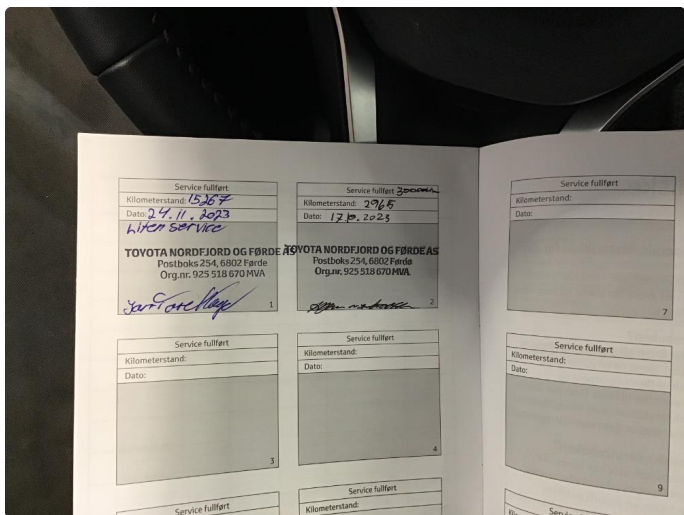 Service fullført
Kilometerstand: 15267
Dato: 24.11.2023
Liten service
TOYOTA NORDFJORD OG FØRDE AS
Postboks 254, 6802 Førde
Org.nr. 925 518 670 MVA
1
Service fullført
Kilometerstand: 2965
Dato: 2023
TOYOTA NORDFJORD OG FØRDE AS
Postboks 254, 6802 Førde
Org.nr. 925 518 670 MVA
2
Service fullført
Kilometerstand:
Dato:
3
Service fullført
Kilometerstand:
Dato:
4
Service fullført
Service fullført
Kilometerstand:
Service fullført
Kilometerstand:
Dato:
7
Service fullført
Kilometerstand:
Dato:
9